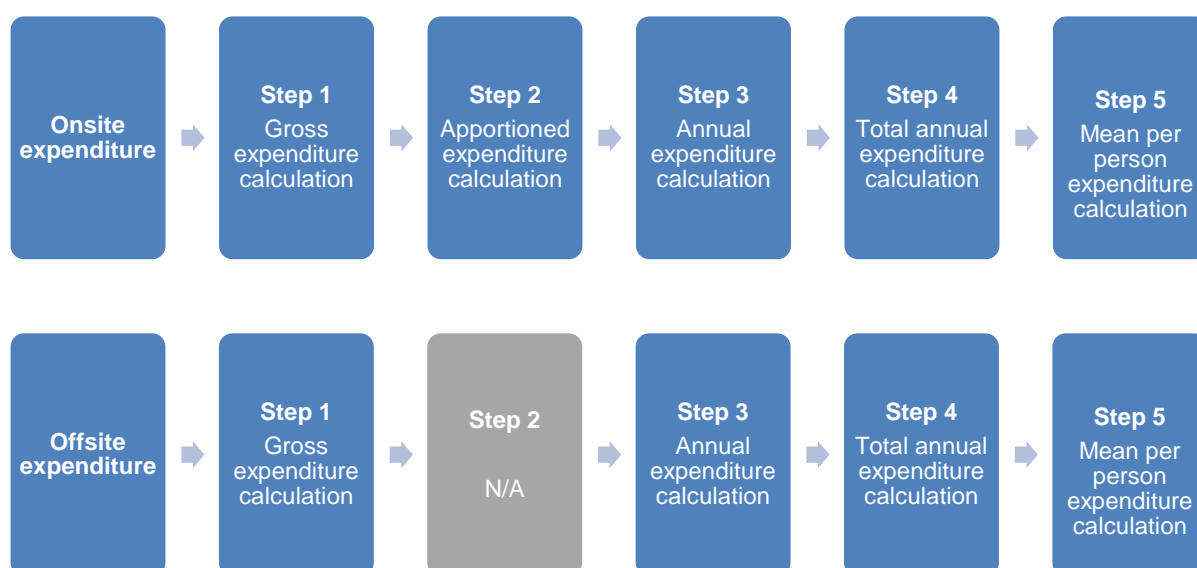 Onsite
expenditure
Step 1
Gross
expenditure
calculation
Step 2
Apportioned
expenditure
calculation
Step 3
Annual
expenditure
calculation
Step 4
Total annual
expenditure
calculation
Step 5
Mean per
person
expenditure
calculation
Offsite
expenditure
Step 1
Gross
expenditure
calculation
Step 2
N/A
Step 3
Annual
expenditure
calculation
Step 4
Total annual
expenditure
calculation
Step 5
Mean per
person
expenditure
calculation